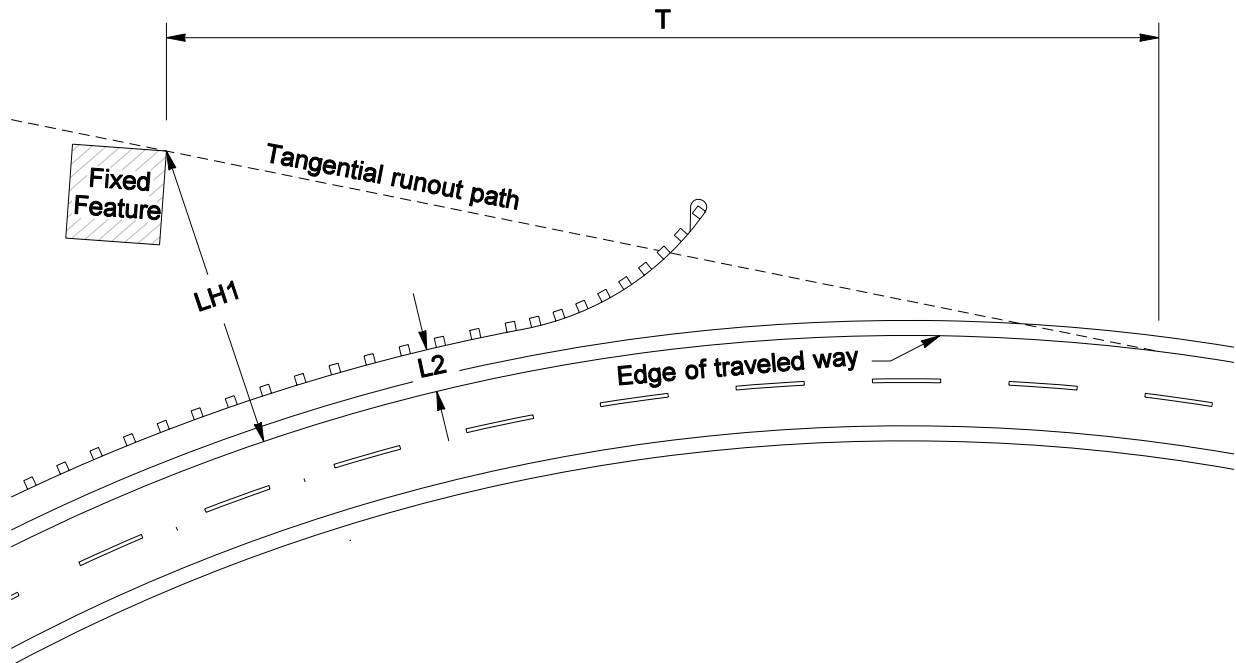 T
Tangential runout path
Fixed
Feature
LH1
L2
Edge of traveled way